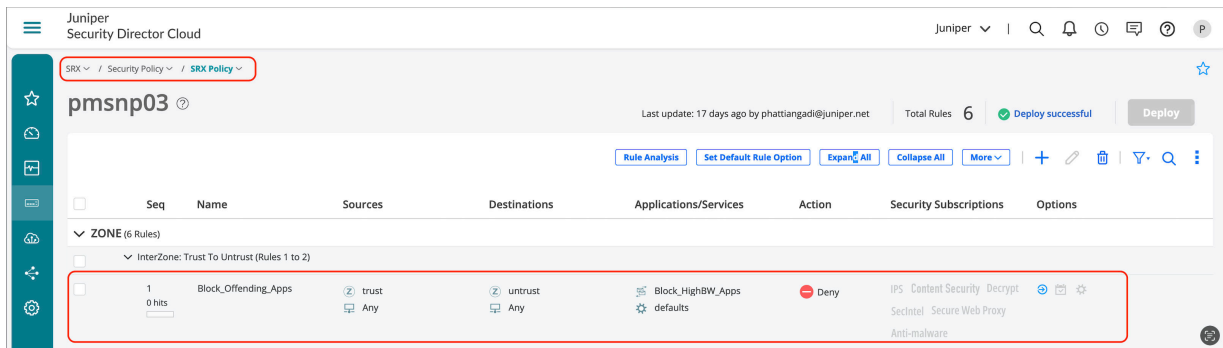 Juniper
Security Director Cloud
Juniper
P
SRX / Security Policy / SRX Policy
pmsnp03
Last update: 17 days ago by phattiangadi@juniper.net
Total Rules 6
Deploy successful
Deploy
Rule Analysis
Set Default Rule Option
Expand All
Collapse All
More
Seq Name Sources Destinations Applications/Services Action Security Subscriptions Options
ZONE (6 Rules)
InterZone: Trust To Untrust (Rules 1 to 2)
1 Block_Offending_Apps Z trust Z untrust Block_HighBW_Apps Deny IPS Content Security Decrypt
0 hits Any Any defaults SecIntel Secure Web Proxy
Anti-malware